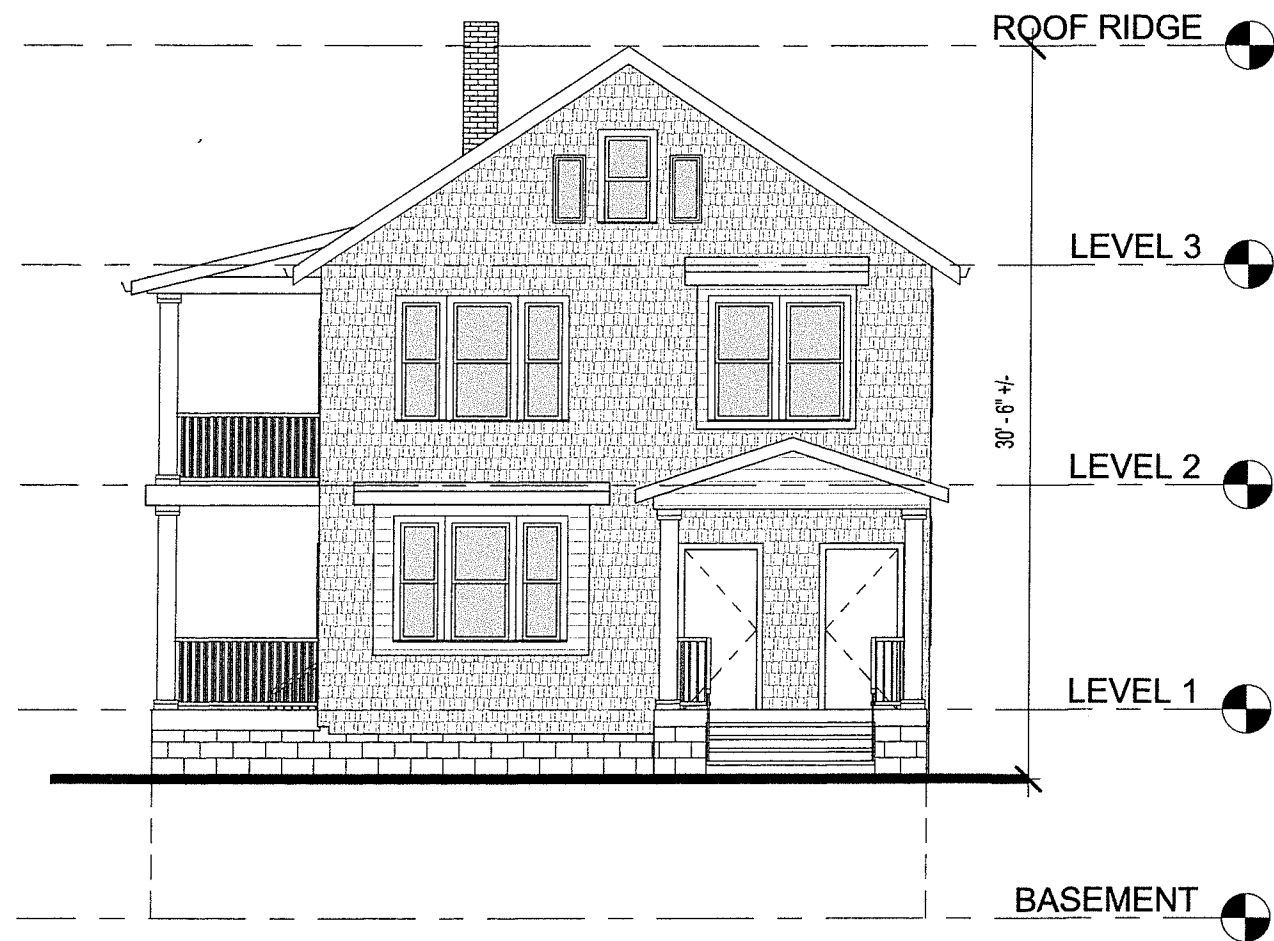 ROOF RIDGE
LEVEL 3
30' - 6" +/-
LEVEL 2
LEVEL 1
BASEMENT